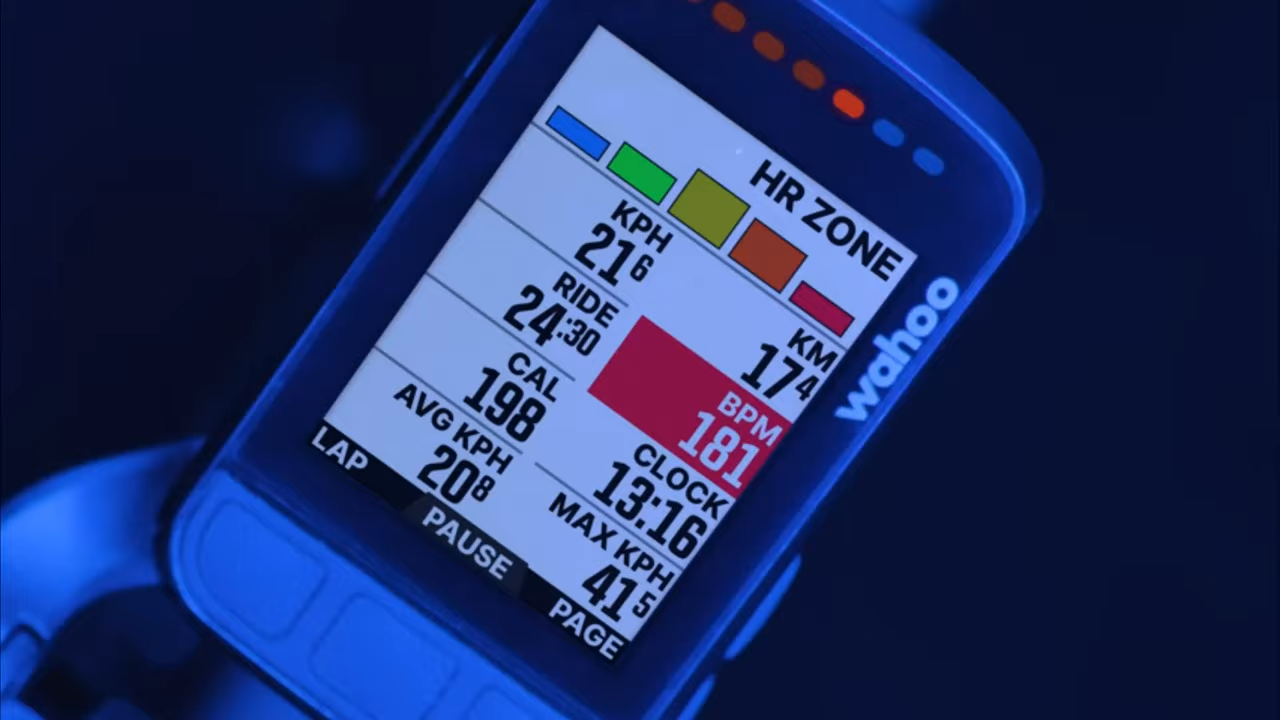 HR ZONE
KPH
21 6
KM
17 4
RIDE
24:30
BPM
181
CAL
198
CLOCK
13:16
AVG KPH
20 8
MAX KPH
41 5
LAP
PAUSE
PAGE
wahoo